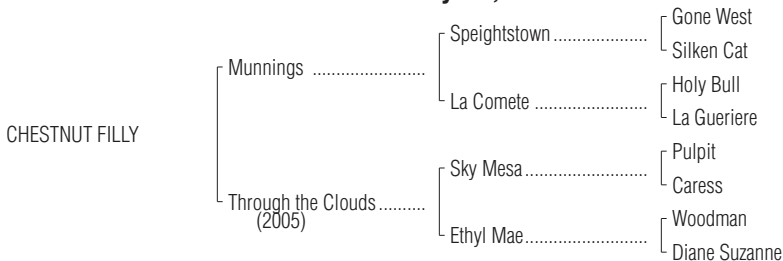 Gone West
Speightstown
Silken Cat
Munnings
Holy Bull
La Comete
La Gueriere
CHESTNUT FILLY
Pulpit
Sky Mesa
Caress
Through the Clouds
(2005)
Woodman
Ethyl Mae
Diane Suzanne